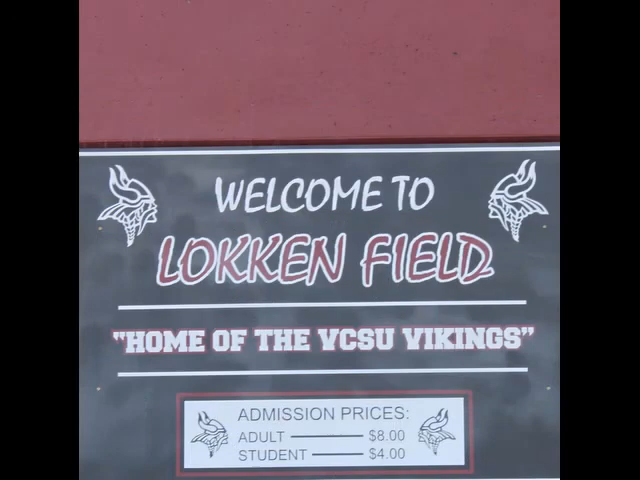 WELCOME TO
LOKKEN FIELD
"HOME OF THE VCSU VIKINGS"
ADMISSION PRICES:
ADULT $8.00
STUDENT $4.00